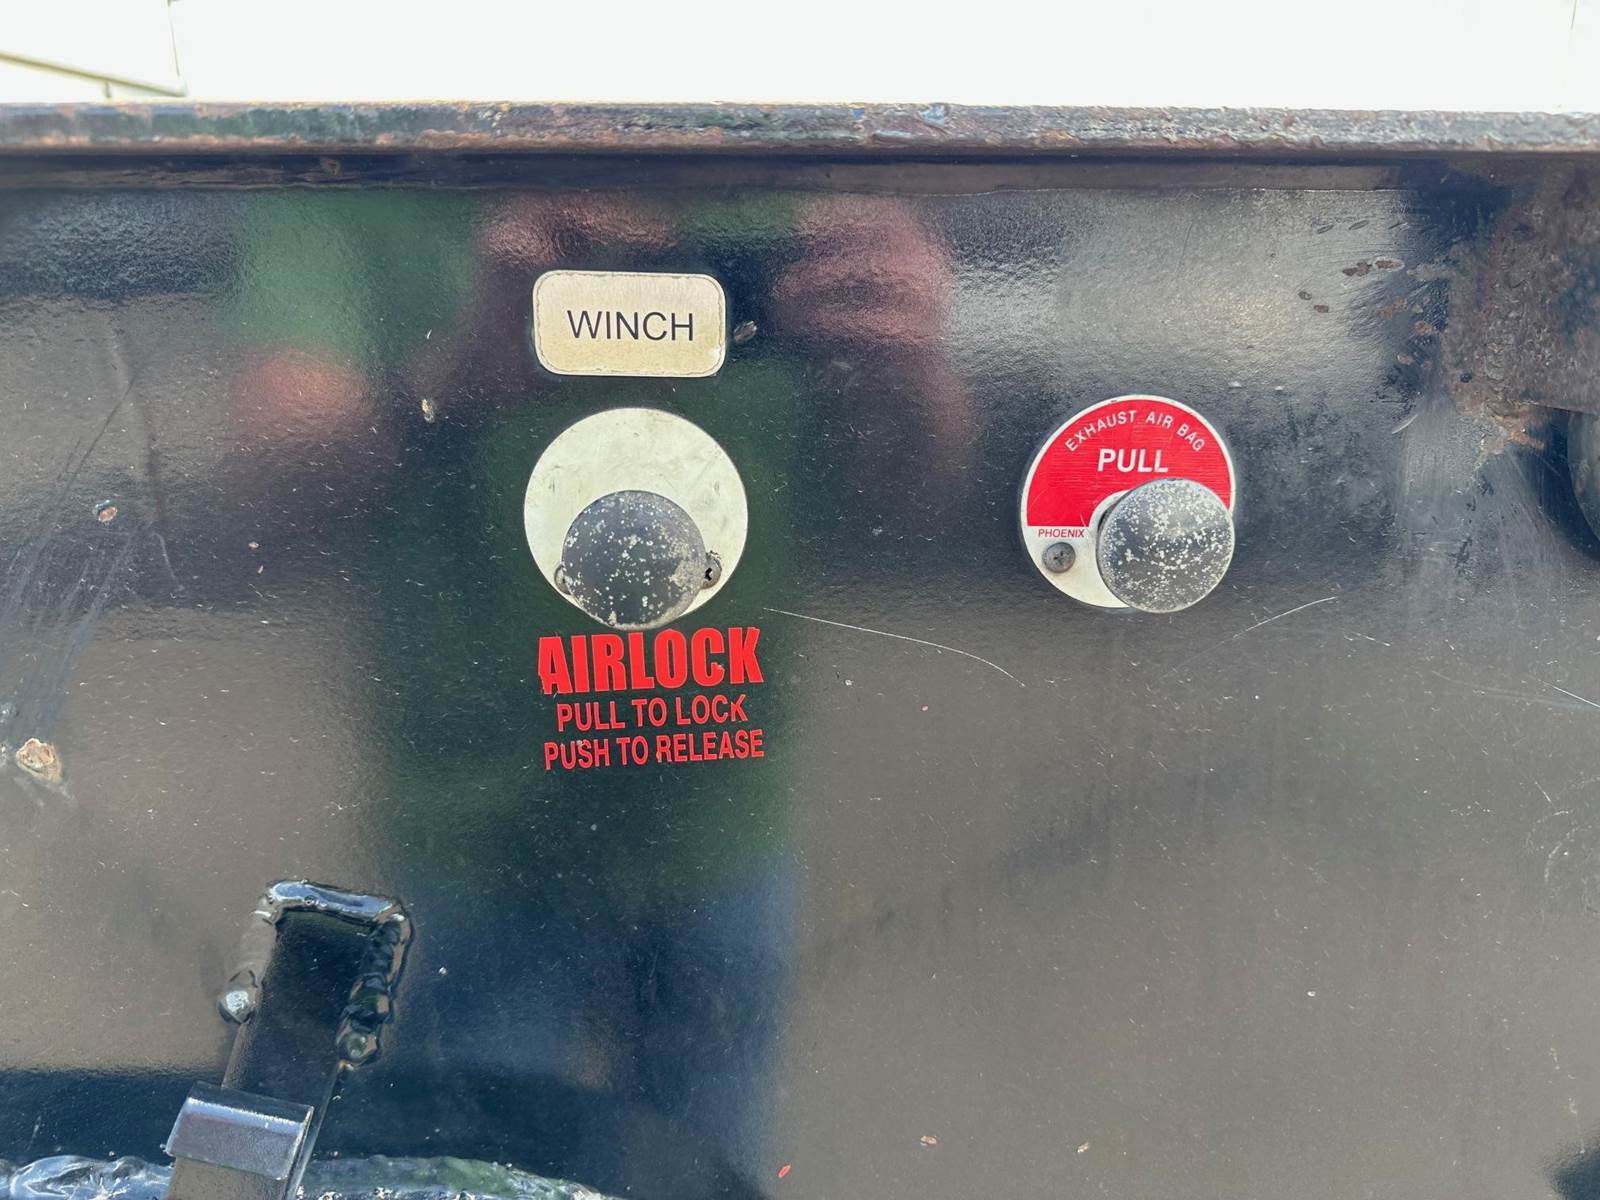 WINCH
EXHAUST AIR BAG
PULL
PHOENIX
AIRLOCK
PULL TO LOCK
PUSH TO RELEASE